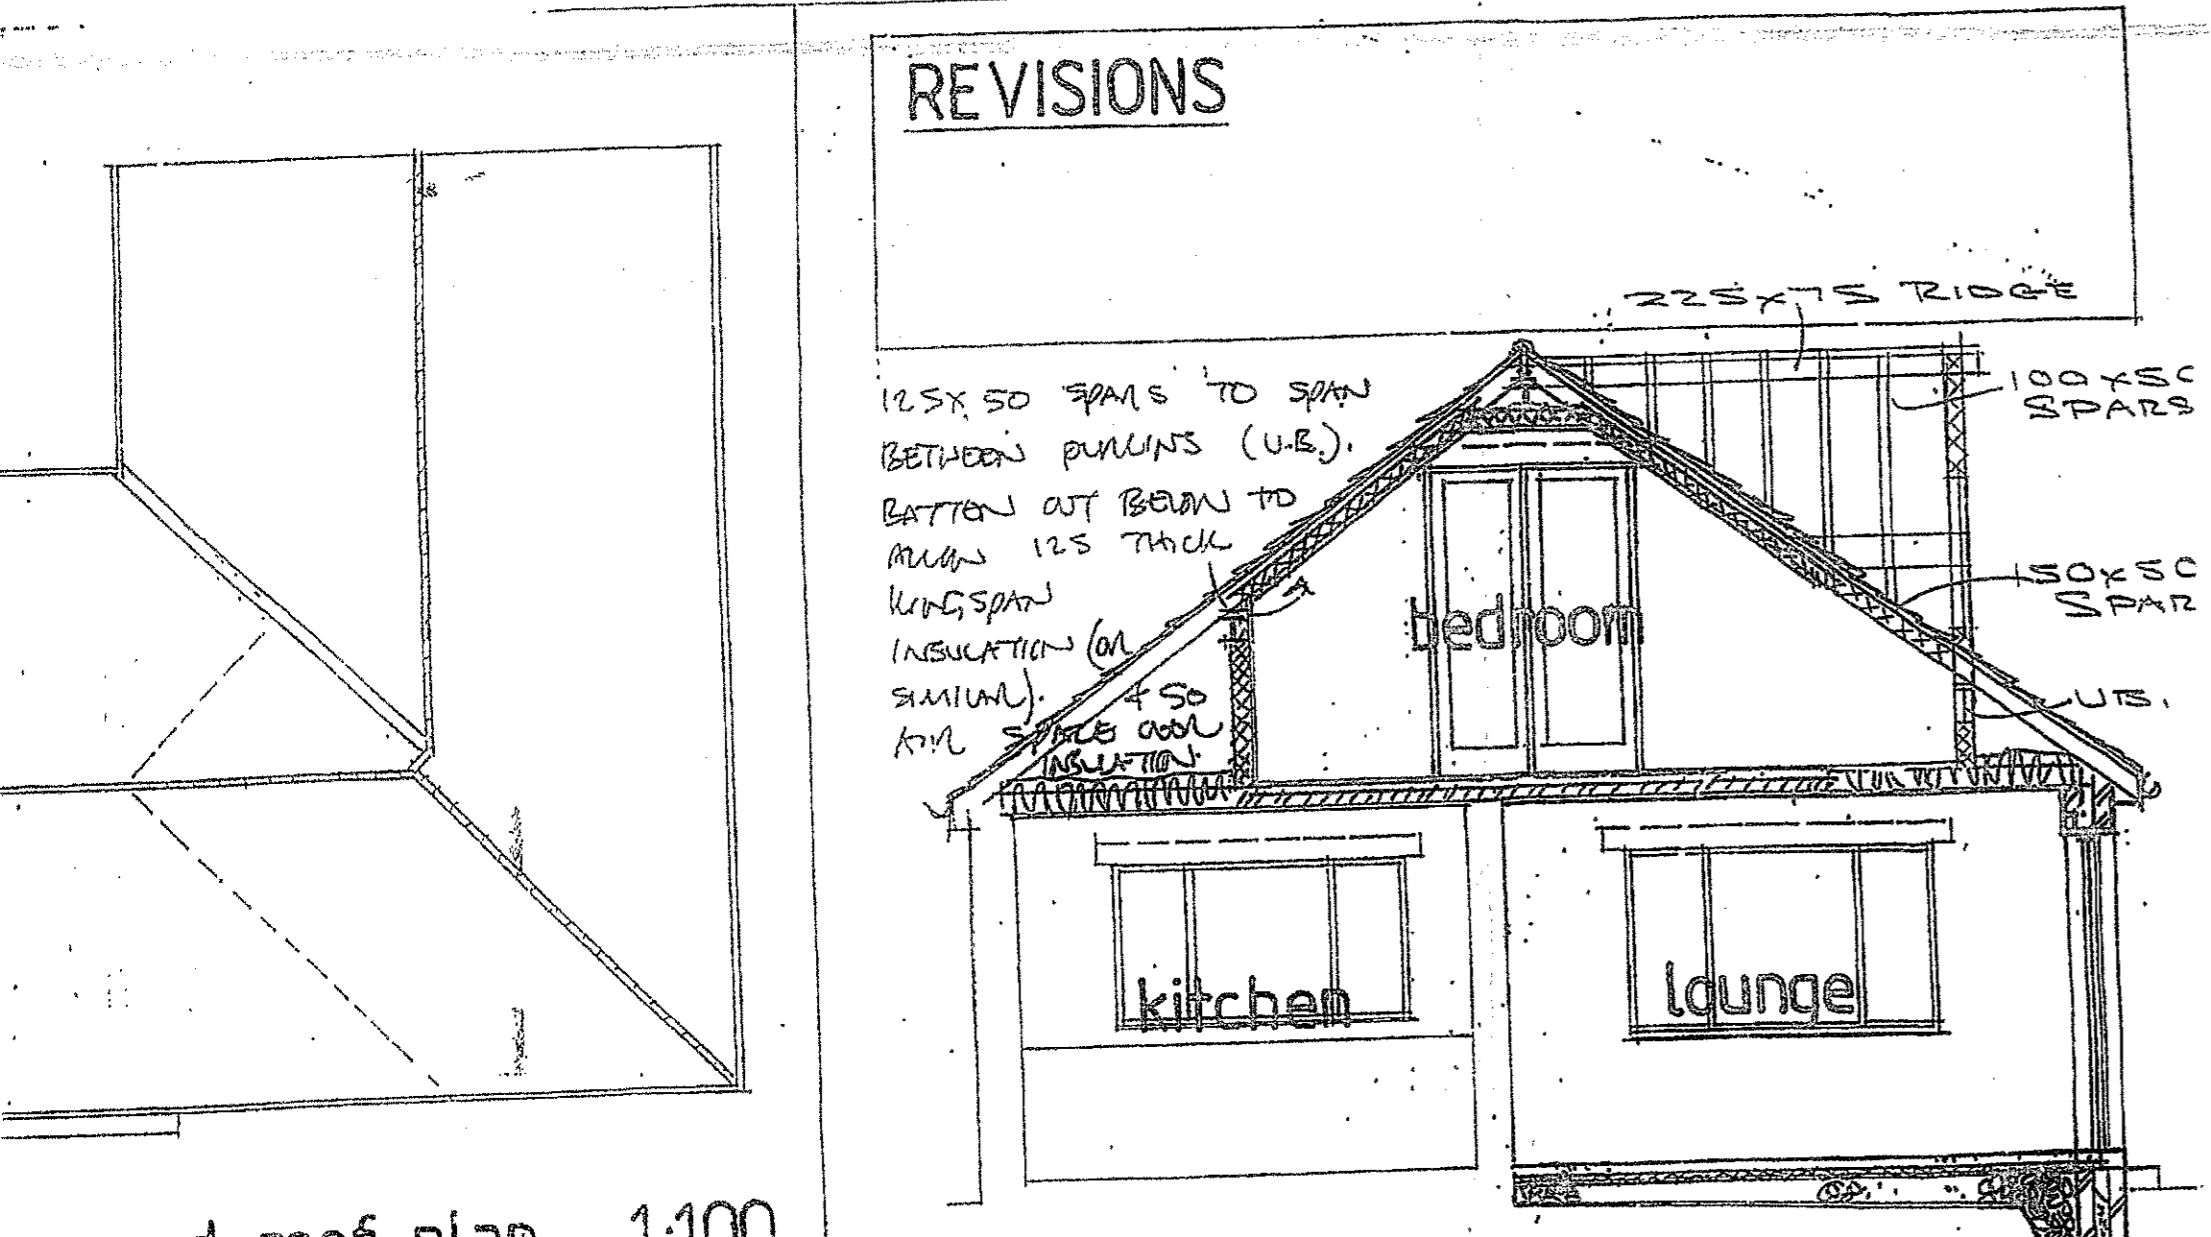 REVISIONS
225x75 RIDGE
125x50 SPARS TO SPAN
BETWEEN PURLINS (U.B.).
BATTEN OUT BELOW TO
ALIGN 125 THICK
KINGSPAN
INSULATION (OR
SIMILAR). + 50
AIR SPACE OVER
INSULATION.
100x50
SPARS
150x50
SPAR
U.B.
bedroom
kitchen
lounge
roof plan 1:100